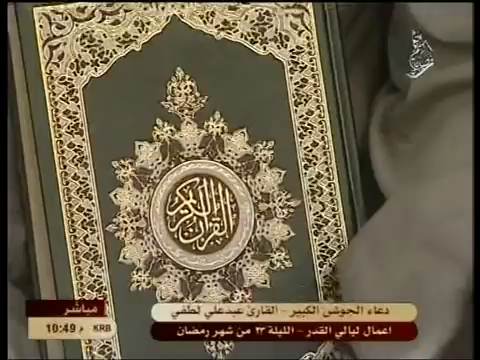 القرآن الكريم
دعاء الجوشن الكبير - القارئ عبدعلي لطفي
اعمال ليالي القدر - الليلة ٢٣ من شهر رمضان
مباشر
10:49 م KRB